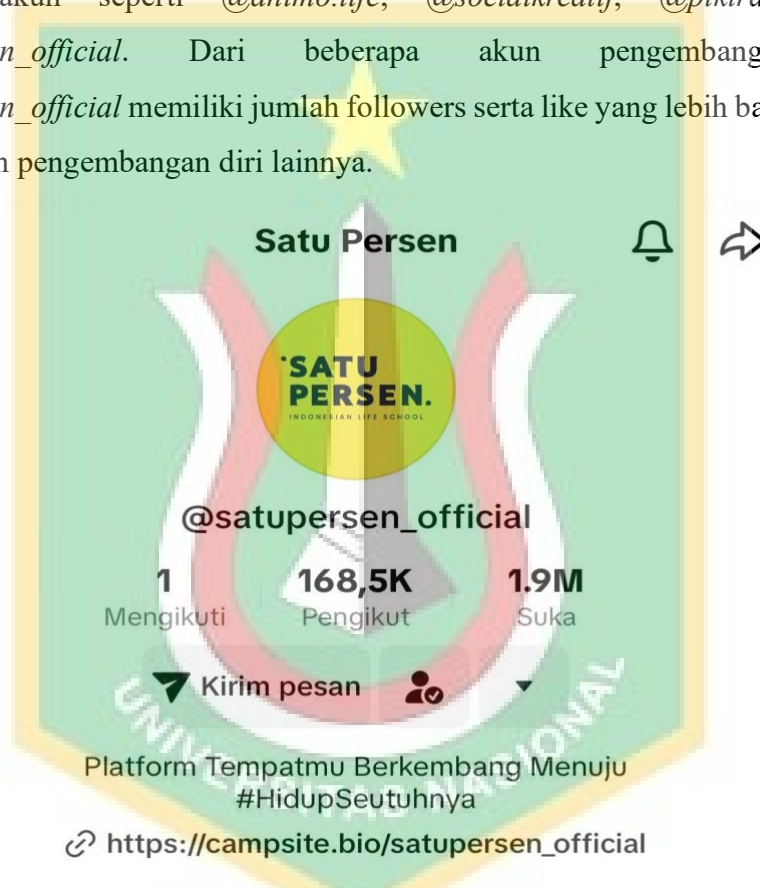 akun seperti @animo.life,
n_official. Dari beberapa akun pengembang
n_official memiliki jumlah followers serta like yang lebih ba
n pengembangan diri lainnya.
Satu Persen
SATU
PERSEN.
INDONESIAN LIFE SCHOOL
@satupersen_official
1 168,5K 1.9M
Mengikuti Pengikut Suka
Kirim pesan
Platform Tempatmu Berkembang Menuju
#HidupSeutuhnya
https://campsite.bio/satupersen_official
UNIVERSITAS NASIONAL